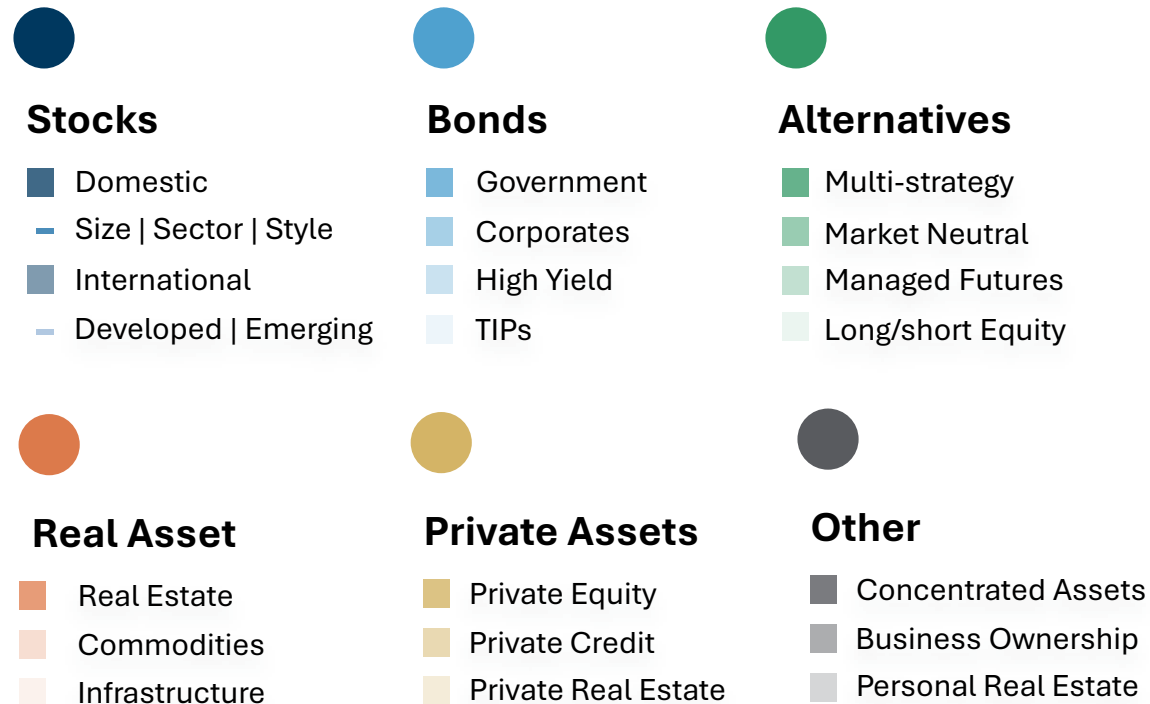 Stocks
Domestic
Size | Sector | Style
International
Developed | Emerging
Bonds
Government
Corporates
High Yield
TIPs
Alternatives
Multi-strategy
Market Neutral
Managed Futures
Long/short Equity
Real Asset
Real Estate
Commodities
Infrastructure
Private Assets
Private Equity
Private Credit
Private Real Estate
Other
Concentrated Assets
Business Ownership
Personal Real Estate